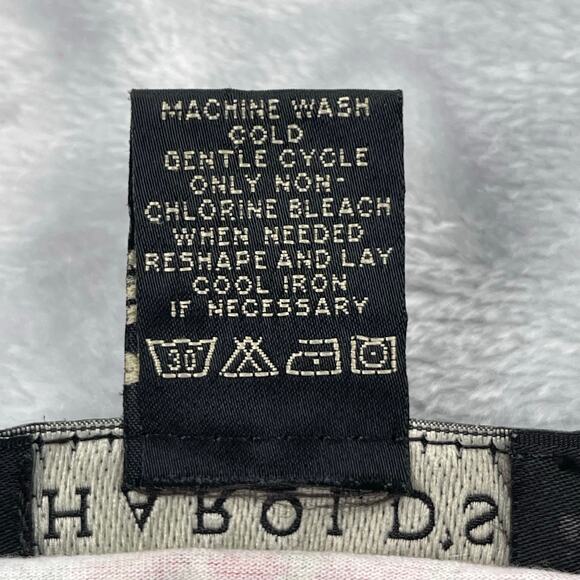 MACHINE WASH
COLD
GENTLE CYCLE
ONLY NON-
CHLORINE BLEACH
WHEN NEEDED
RESHAPE AND LAY
COOL IRON
IF NECESSARY
30
HAROLD'S